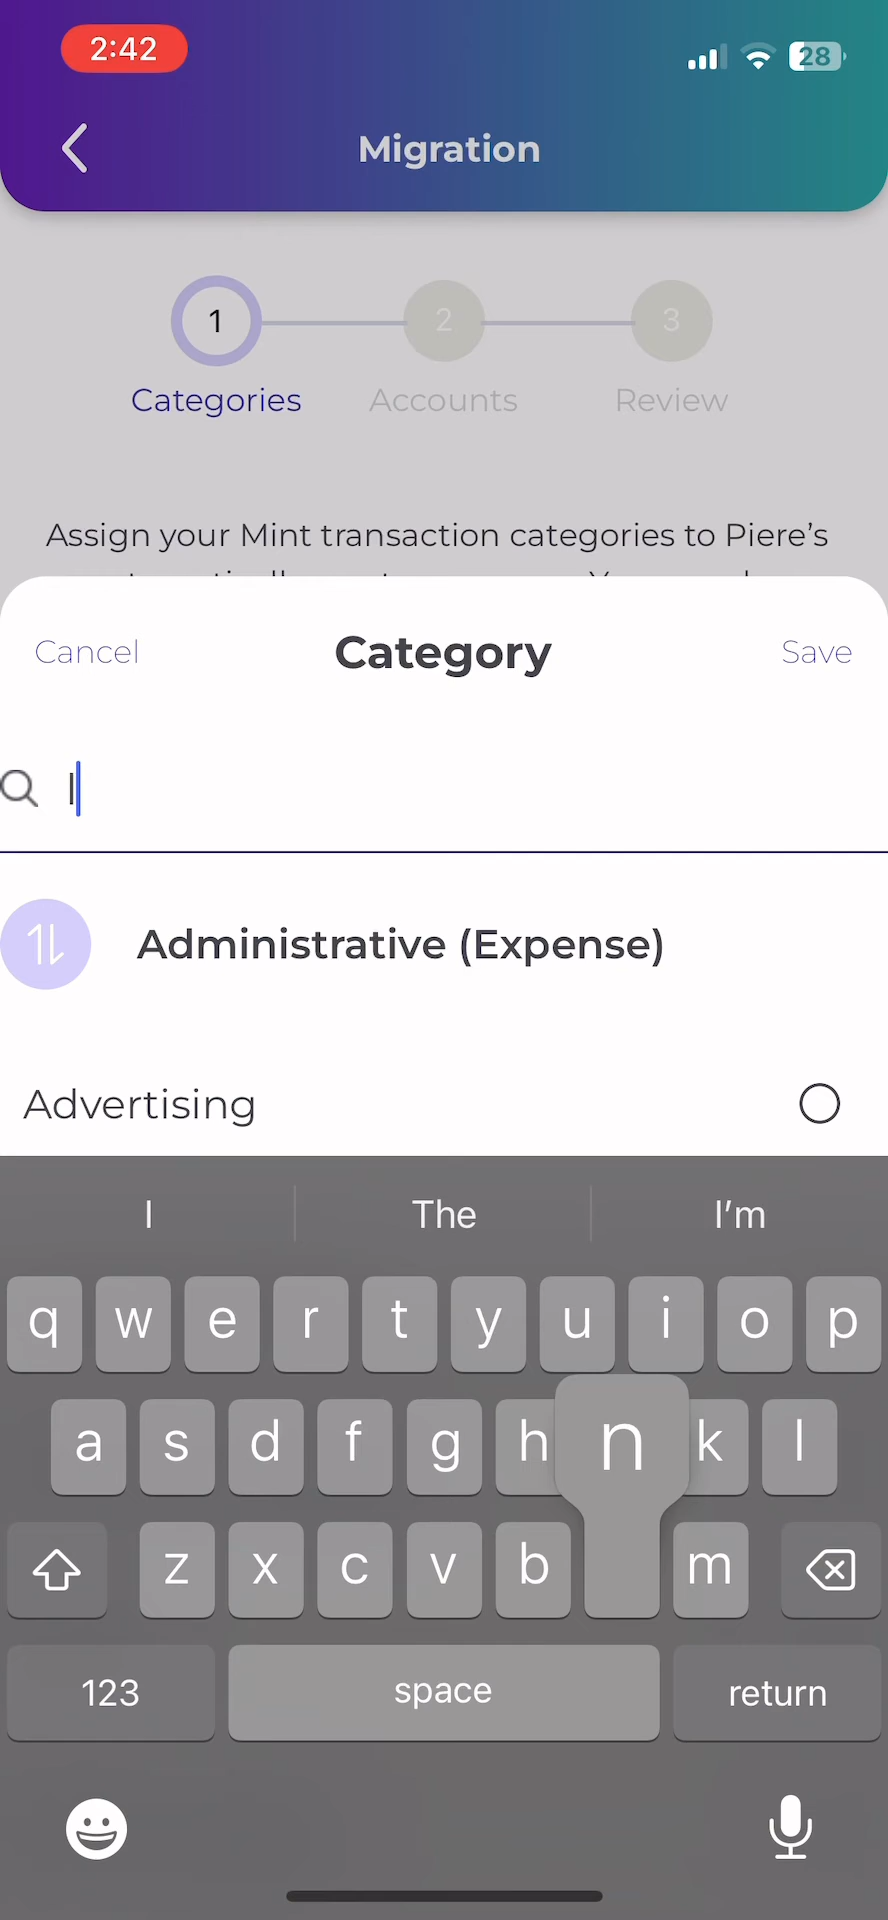 2:42
28
Migration
1
2
3
Categories
Accounts
Review
Assign your Mint transaction categories to Piere’s
Cancel
Category
Save
I
Administrative (Expense)
Advertising
I
The
I’m
q w e r t y u i o p
a s d f g h n k l
z x c v b m
123
space
return